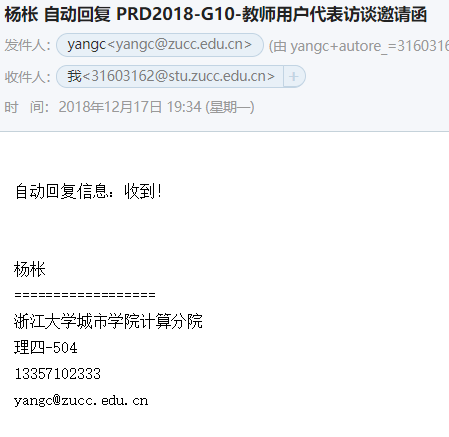 杨枨 自动回复 PRD2018-G10-教师用户代表访谈邀请函
发件人： yangc<yangc@zucc.edu.cn> (由 yangc+autore_=316031
收件人： 我<31603162@stu.zucc.edu.cn> +
时 间： 2018年12月17日 19:34 (星期一)
自动回复信息：收到!
杨枨
==================
浙江大学城市学院计算分院
理四-504
13357102333
yangc@zucc.edu.cn